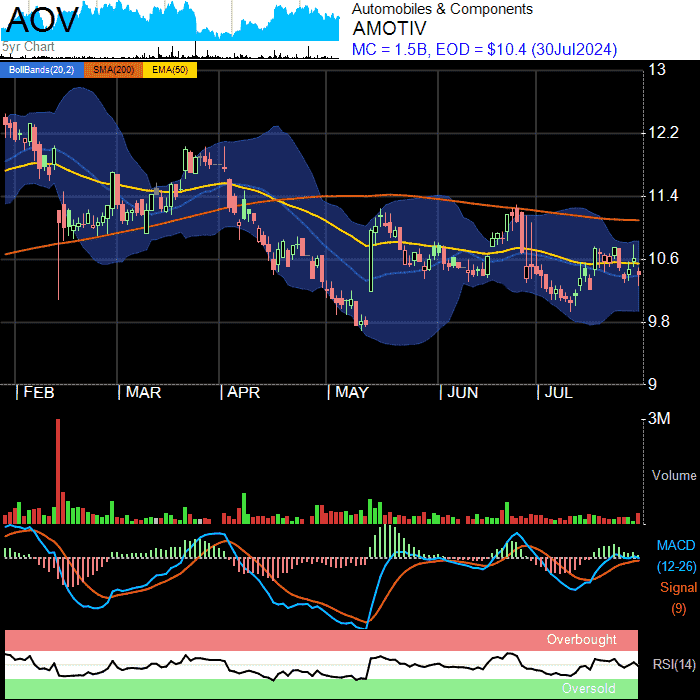 AOV
5yr Chart
Automobiles & Components
AMOTIV
MC = 1.5B, EOD = $10.4 (30Jul2024)
BollBands(20,2) SMA(200) EMA(50)
13
12.2
11.4
10.6
9.8
9
| FEB | MAR | APR | MAY | JUN | JUL
3M
Volume
MACD
(12-26)
Signal
(9)
Overbought
RSI(14)
Oversold